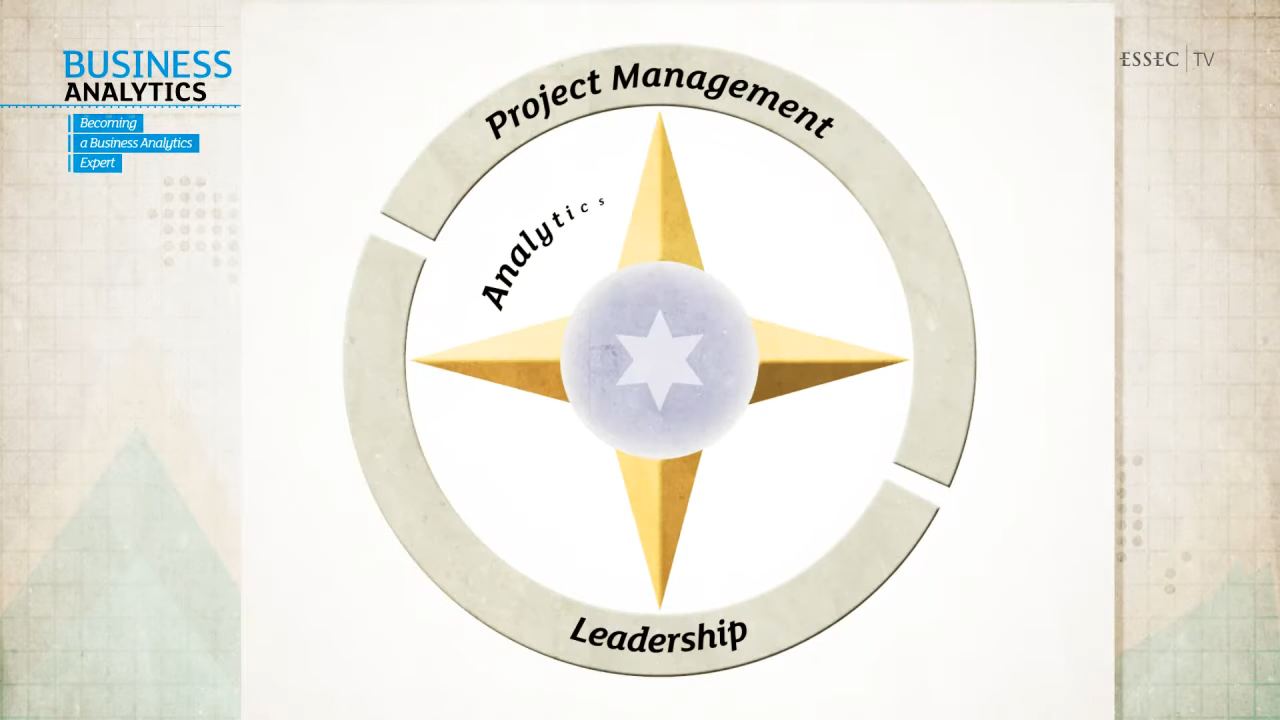 BUSINESS
ANALYTICS
Becoming
a Business Analytics
Expert
ESSEC TV
Project Management
Analytics
Leadership